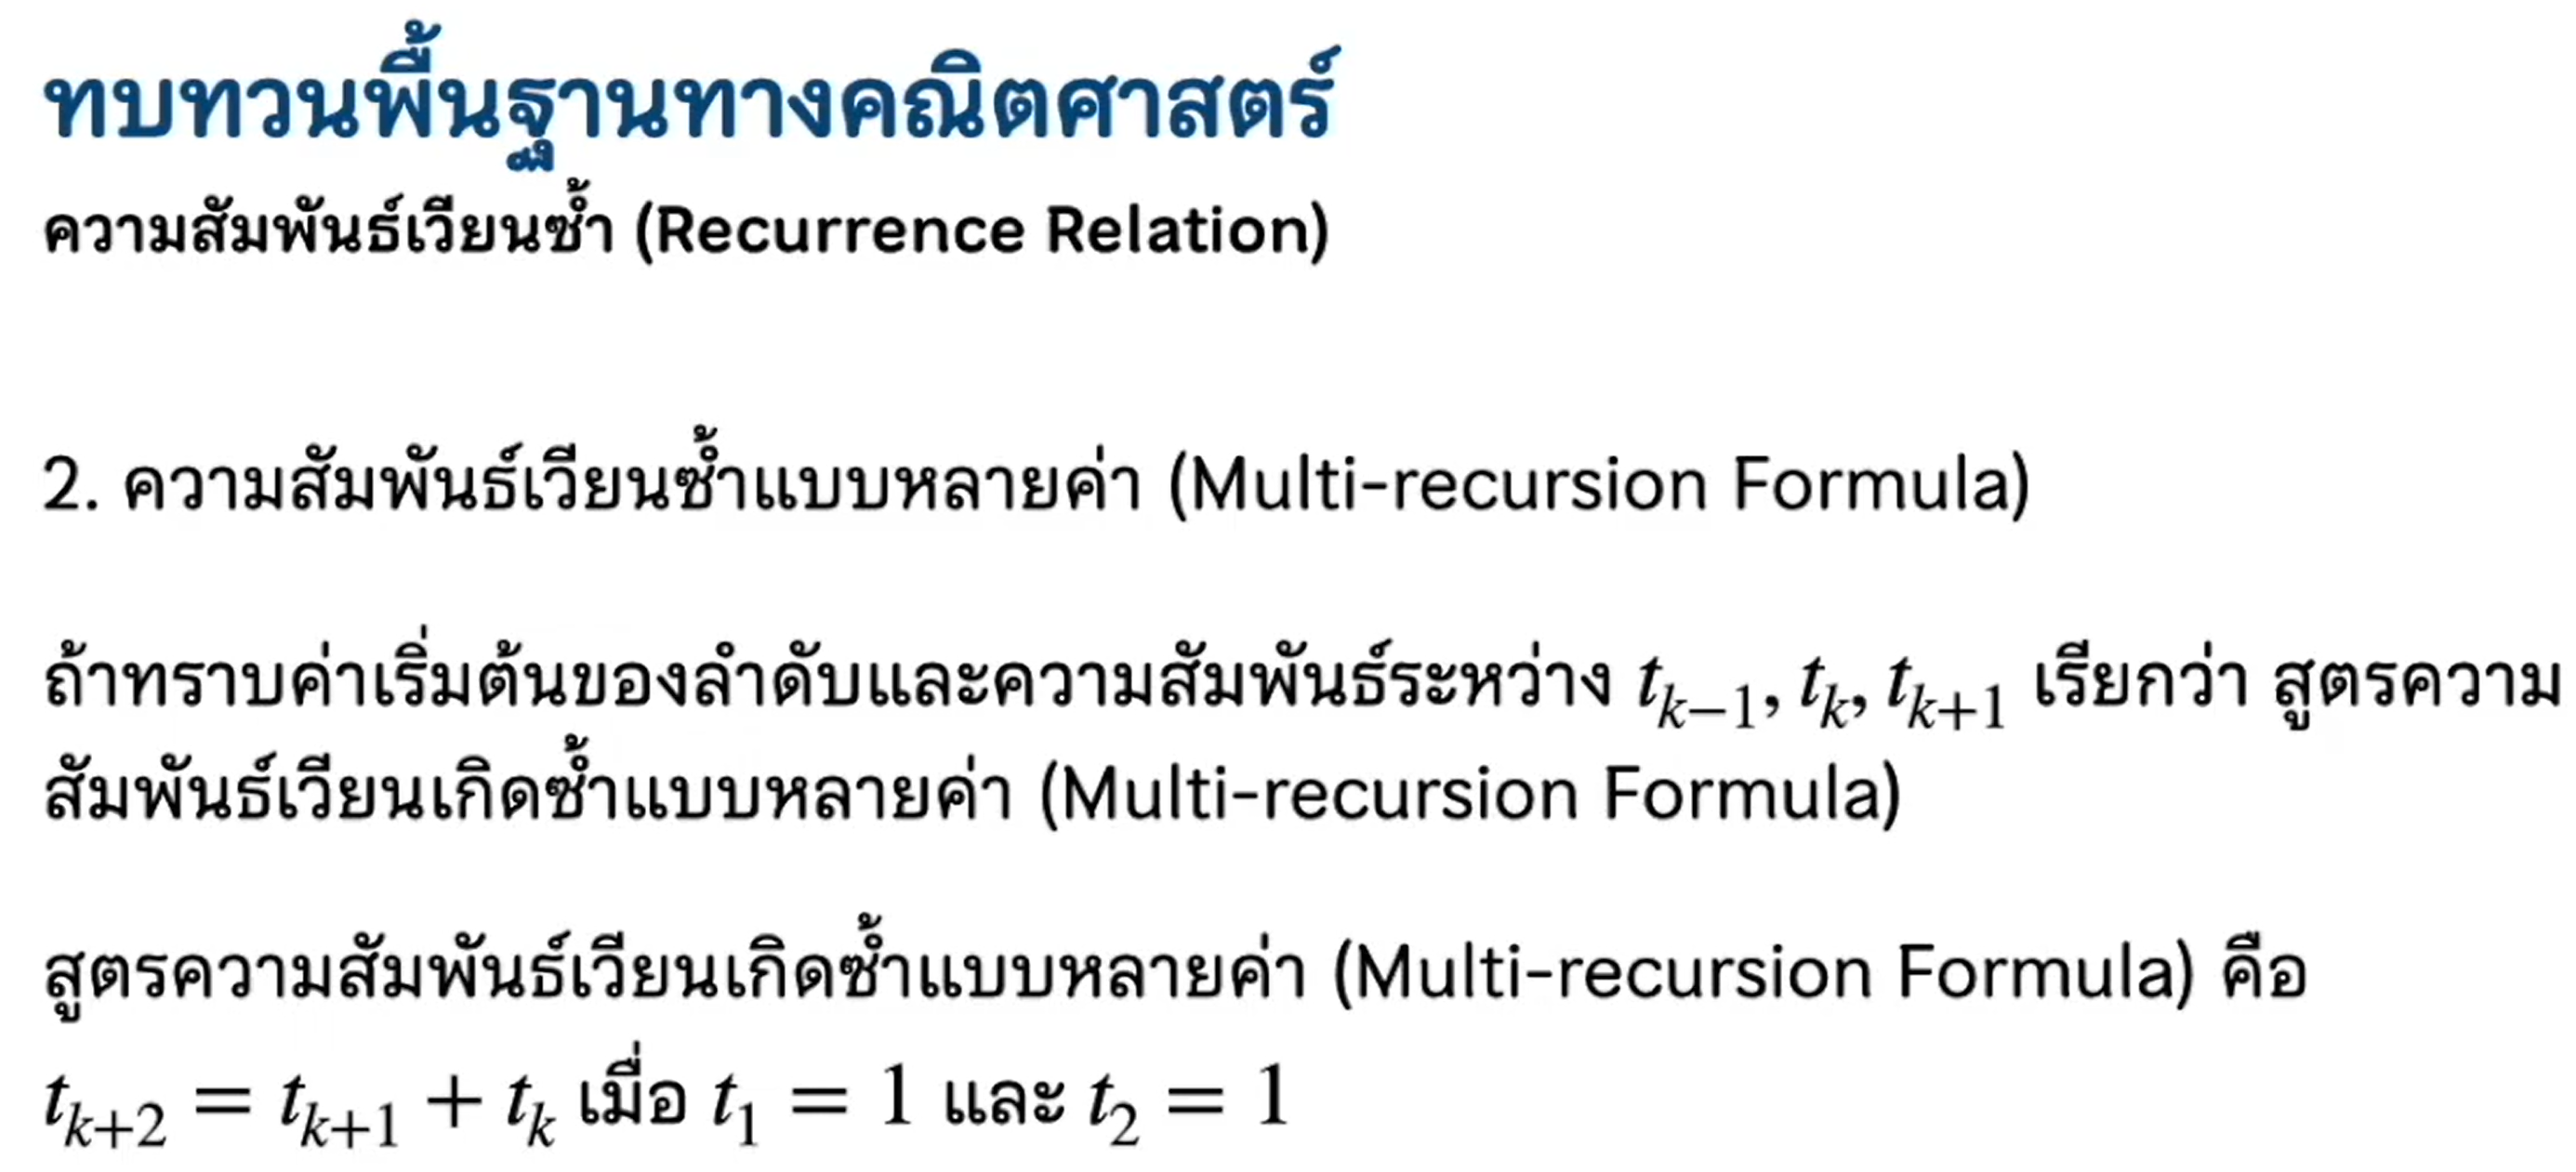 ทบทวนพื้นฐานทางคณิตศาสตร์
ความสัมพันธ์เวียนซ้ำ (Recurrence Relation)
2. ความสัมพันธ์เวียนซ้ำแบบหลายค่า (Multi-recursion Formula)
ถ้าทราบค่าเริ่มต้นของลำดับและความสัมพันธ์ระหว่าง $t_{k-1}, t_k, t_{k+1}$ เรียกว่า สูตรความ
สัมพันธ์เวียนเกิดซ้ำแบบหลายค่า (Multi-recursion Formula)
สูตรความสัมพันธ์เวียนเกิดซ้ำแบบหลายค่า (Multi-recursion Formula) คือ
$t_{k+2} = t_{k+1} + t_k$ เมื่อ $t_1 = 1$ และ $t_2 = 1$